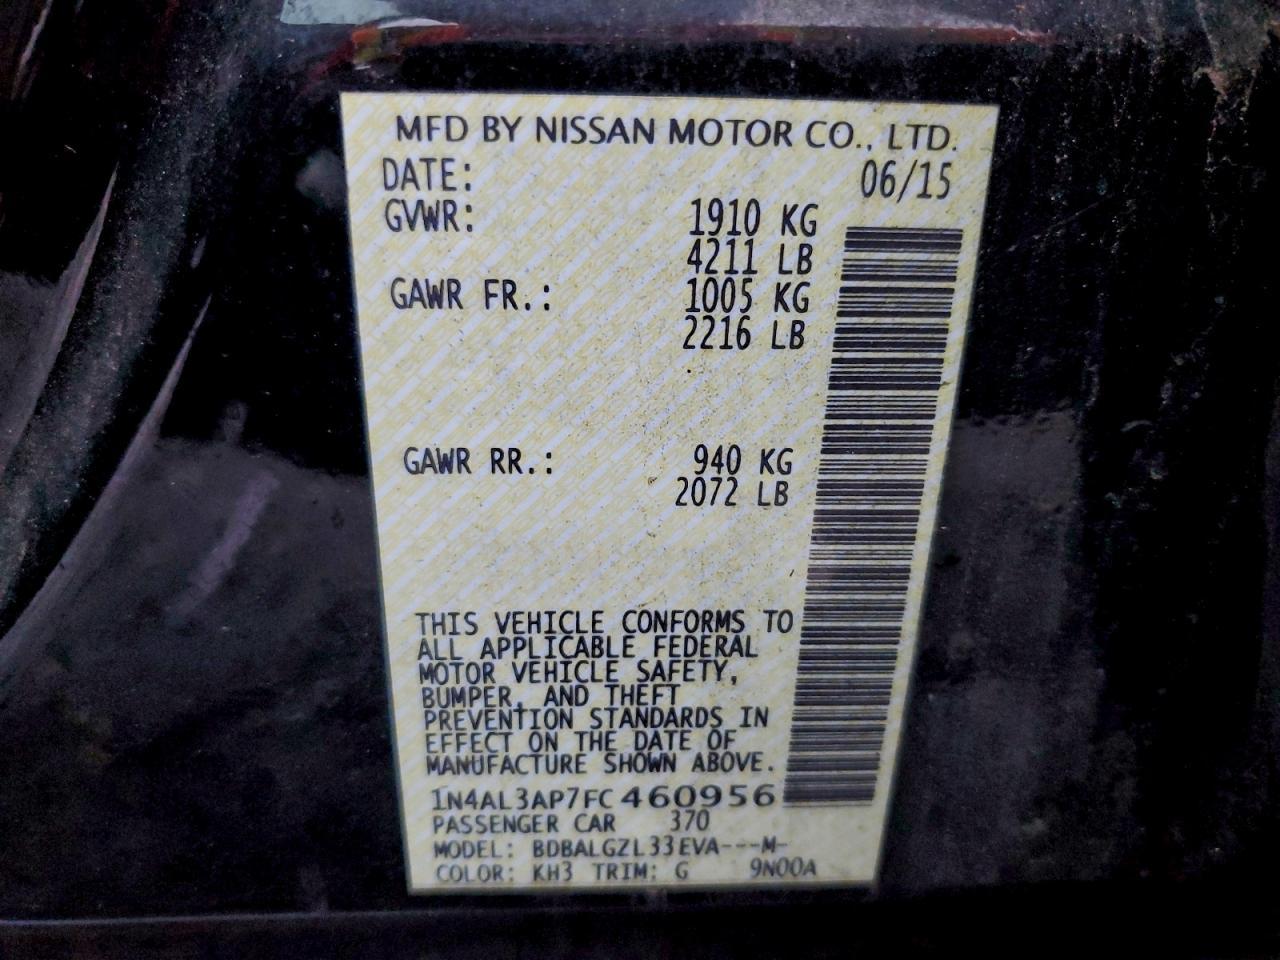 MFD BY NISSAN MOTOR CO., LTD.
DATE: 06/15
GVWR: 1910 KG
4211 LB
GAWR FR.: 1005 KG
2216 LB
GAWR RR.: 940 KG
2072 LB
THIS VEHICLE CONFORMS TO
ALL APPLICABLE FEDERAL
MOTOR VEHICLE SAFETY,
BUMPER, AND THEFT
PREVENTION STANDARDS IN
EFFECT ON THE DATE OF
MANUFACTURE SHOWN ABOVE.
1N4AL3AP7FC460956
PASSENGER CAR 370
MODEL: BDBALGZL33EVA---M-
COLOR: KH3 TRIM: G 9N00A